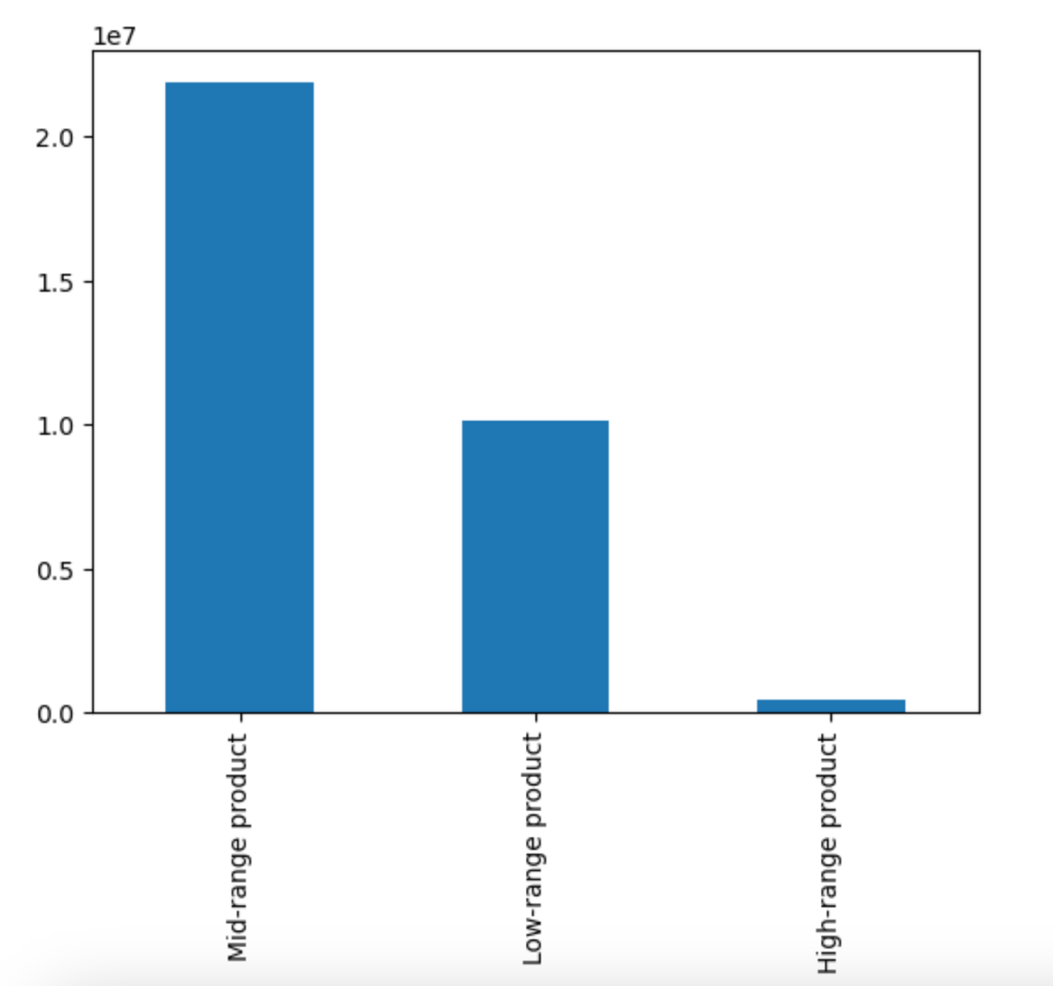 1e7
2.0
1.5
1.0
0.5
0.0
Mid-range product
Low-range product
High-range product